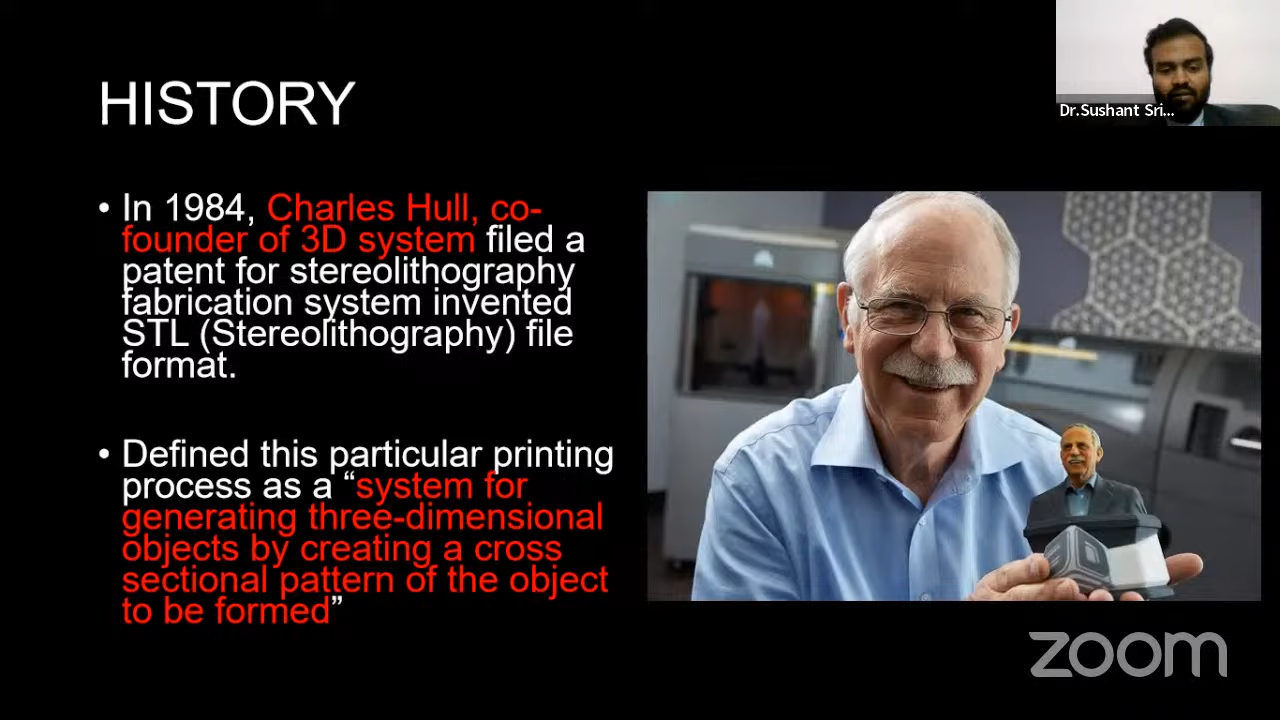 Dr.Sushant Sri...
HISTORY
• In 1984, Charles Hull, co-
founder of 3D system filed a
patent for stereolithography
fabrication system invented
STL (Stereolithography) file
format.
• Defined this particular printing
process as a “system for
generating three-dimensional
objects by creating a cross
sectional pattern of the object
to be formed”
zoom